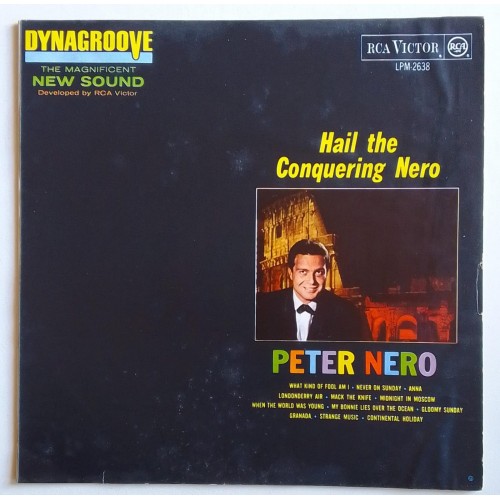 DYNAGROOVE
THE MAGNIFICENT
NEW SOUND
Developed by RCA Victor
RCA VICTOR
RCA
LPM-2638
Hail the
Conquering Nero
PETER NERO
WHAT KIND OF FOOL AM I • NEVER ON SUNDAY • ANNA
LONDONDERRY AIR • MACK THE KNIFE • MIDNIGHT IN MOSCOW
WHEN THE WORLD WAS YOUNG • MY BONNIE LIES OVER THE OCEAN • GLOOMY SUNDAY
GRANADA • STRANGE MUSIC • CONTINENTAL HOLIDAY